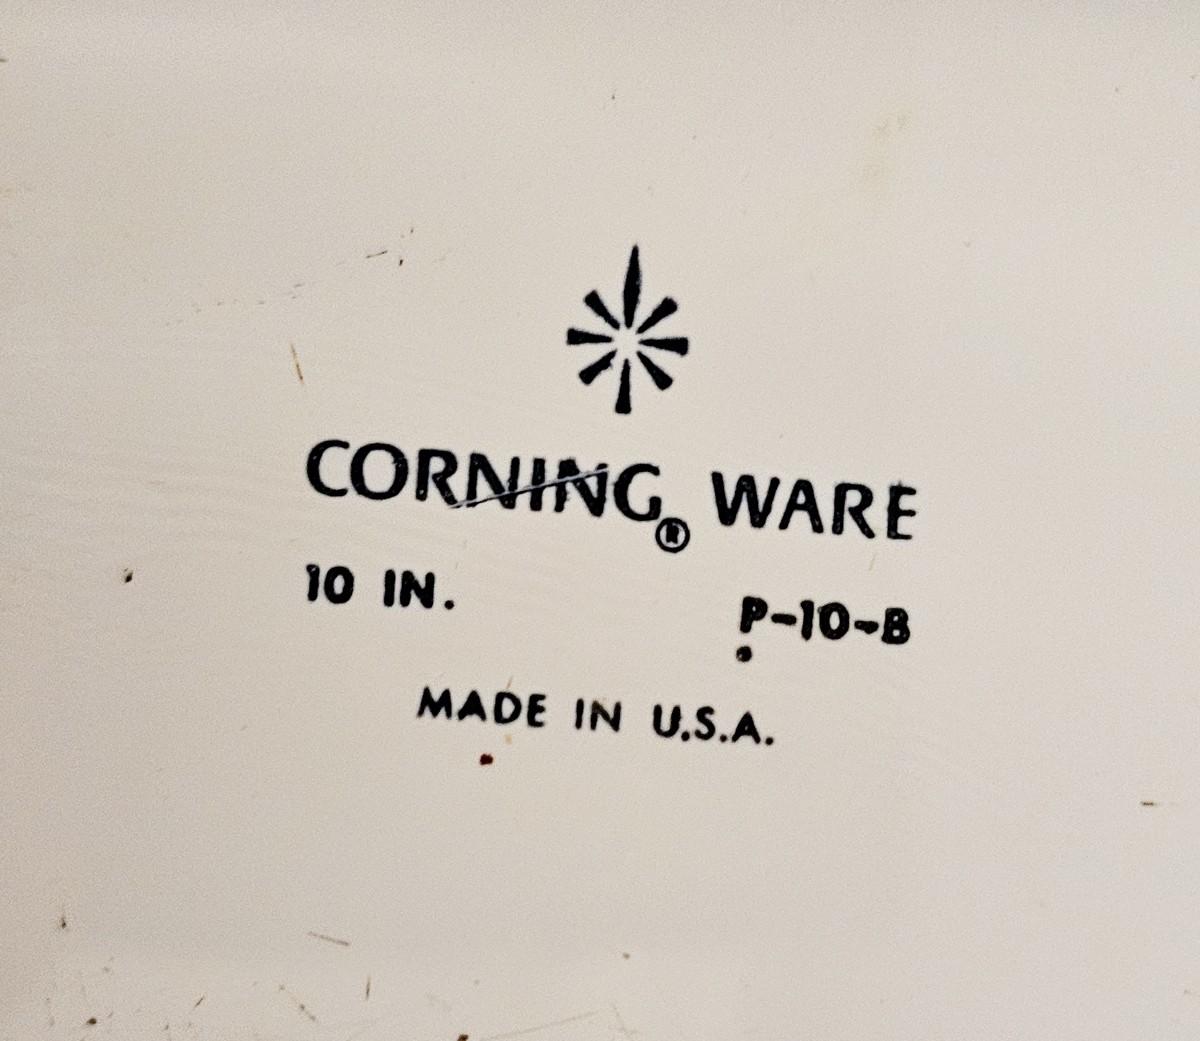 CORNING® WARE
10 IN. P-10-B
MADE IN U.S.A.